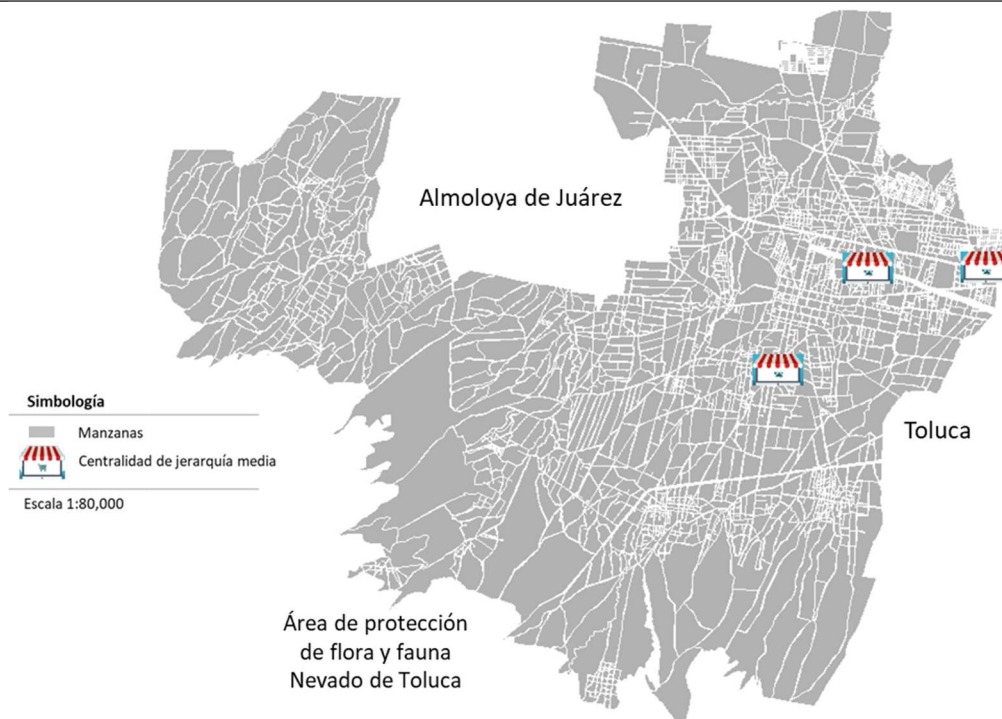 Almoloya de Juárez
Simbología
Manzanas
Centralidad de jerarquía media
Escala 1:80,000
Toluca
Área de protección
de flora y fauna
Nevado de Toluca